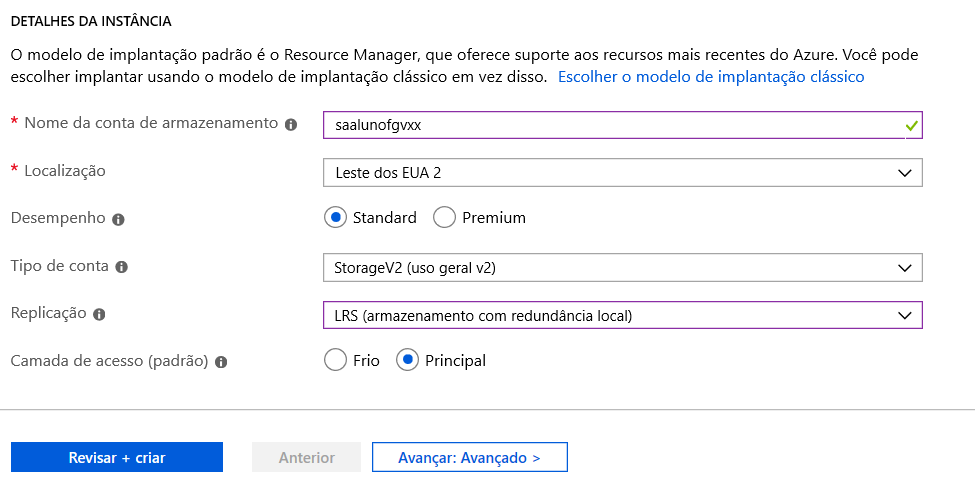 DETALHES DA INSTÂNCIA
O modelo de implantação padrão é o Resource Manager, que oferece suporte aos recursos mais recentes do Azure. Você pode
escolher implantar usando o modelo de implantação clássico em vez disso. Escolher o modelo de implantação clássico
* Nome da conta de armazenamento saalunofgvxx
* Localização Leste dos EUA 2
Desempenho Standard Premium
Tipo de conta StorageV2 (uso geral v2)
Replicação LRS (armazenamento com redundância local)
Camada de acesso (padrão) Frio Principal
Revisar + criar Anterior Avançar: Avançado >